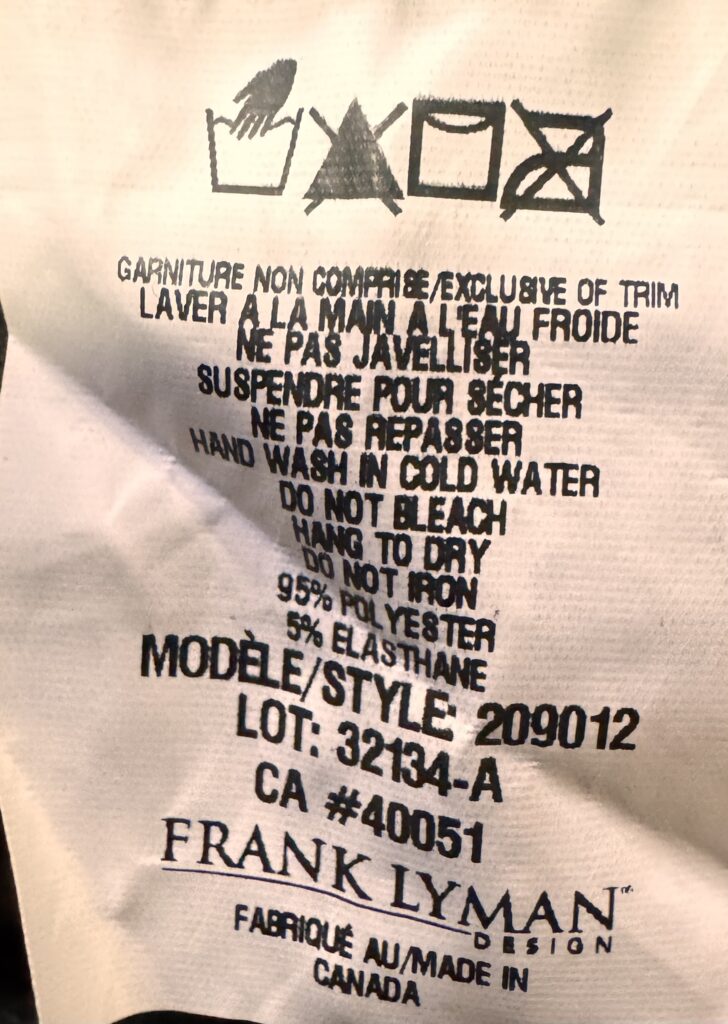 GARNITURE NON COMPRISE/EXCLUSIVE OF TRIM
LAVER A LA MAIN A L'EAU FROIDE
NE PAS JAVELLISER
SUSPENDRE POUR SÉCHER
NE PAS REPASSER
HAND WASH IN COLD WATER
DO NOT BLEACH
HANG TO DRY
DO NOT IRON
95% POLYESTER
5% ELASTHANE
MODÈLE/STYLE: 209012
LOT: 32134-A
CA #40051
FRANK LYMAN™
DESIGN
FABRIQUÉ AU/MADE IN
CANADA